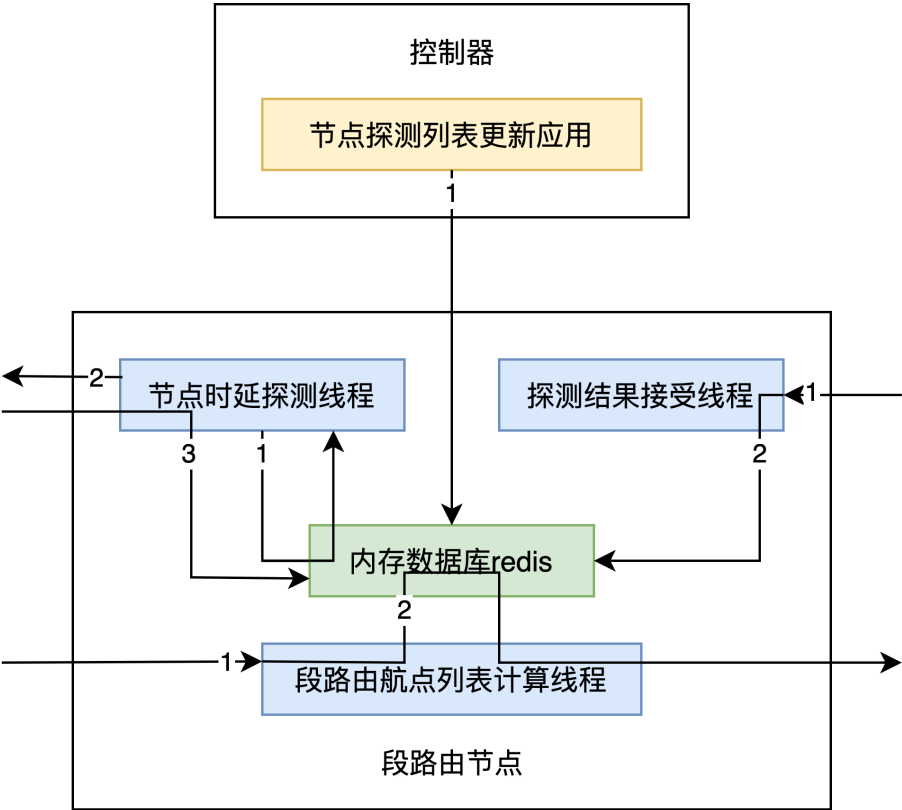 控制器
节点探测列表更新应用
1
2
节点时延探测线程
探测结果接受线程
1
3
1
2
内存数据库redis
2
1
段路由航点列表计算线程
段路由节点